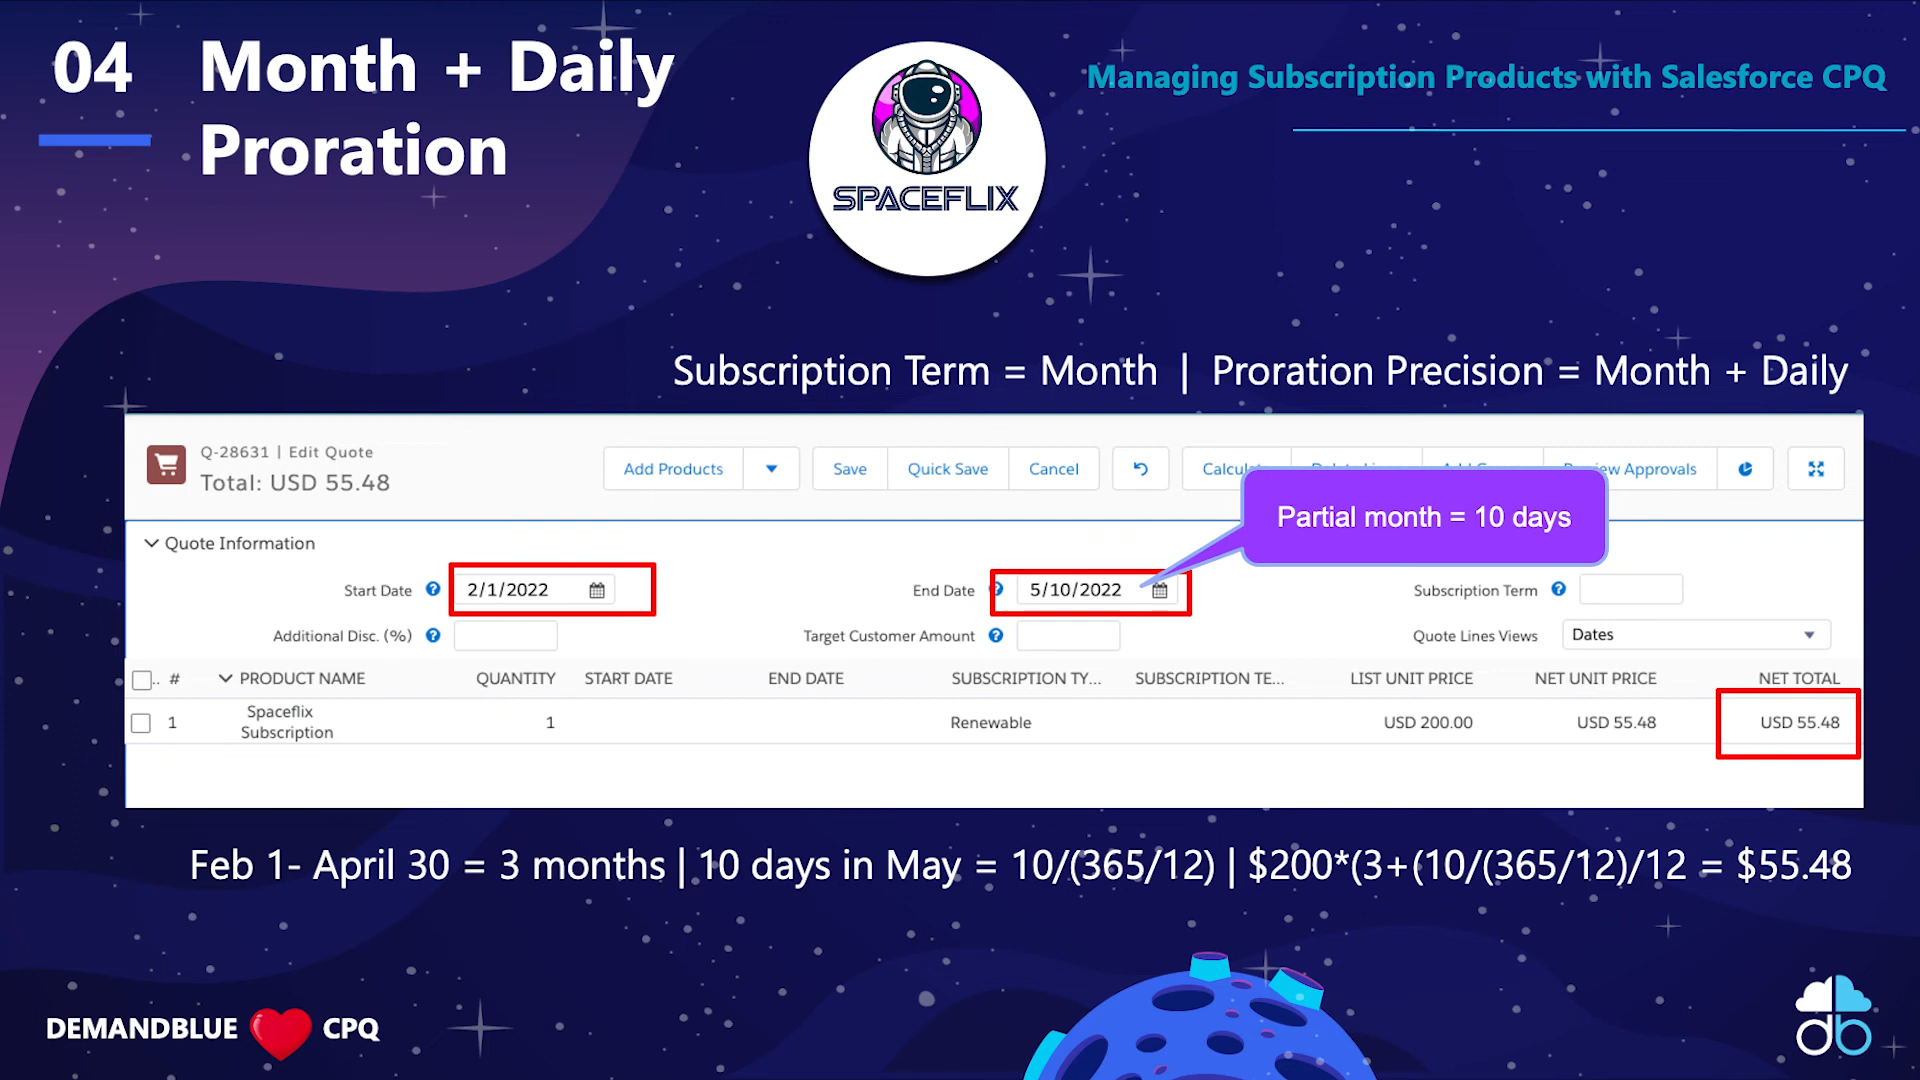 04 Month + Daily
Proration
Managing Subscription Products with Salesforce CPQ
SPACEFLIX
Subscription Term = Month | Proration Precision = Month + Daily
Q-28631 | Edit Quote
Total: USD 55.48
Add Products Save Quick Save Cancel Approvals
Partial month = 10 days
Quote Information
Start Date 2/1/2022 End Date 5/10/2022 Subscription Term
Additional Disc. (%) Target Customer Amount Quote Lines Views Dates
# PRODUCT NAME QUANTITY START DATE END DATE SUBSCRIPTION TY... SUBSCRIPTION TE... LIST UNIT PRICE NET UNIT PRICE NET TOTAL
1 Spaceflix 1 Renewable USD 200.00 USD 55.48 USD 55.48
Subscription
Feb 1- April 30 = 3 months | 10 days in May = 10/(365/12) | $200*(3+(10/(365/12)/12 = $55.48
DEMANDBLUE CPQ
db